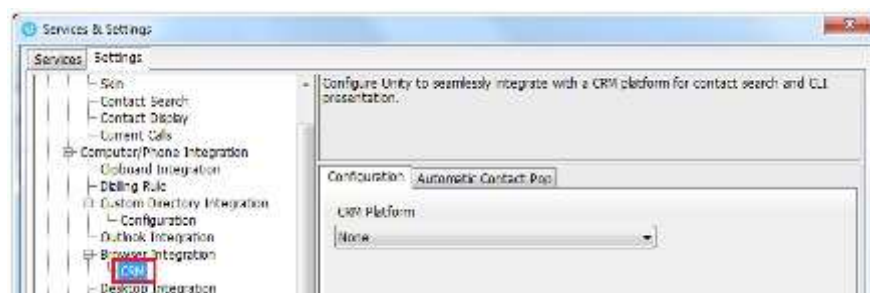 Services & Settings
Services
Settings
Skin
Contact Search
Contact Display
Current Calls
Computer/Phone Integration
Clipboard Integration
Dialling Rule
Custom Directory Integration
Configuration
Outlook Integration
Browser Integration
CRM
Desktop Integration
Configure Unity to seamlessly integrate with a CRM platform for contact search and CLI
presentation.
Configuration
Automatic Contact Pop
CRM Platform
None